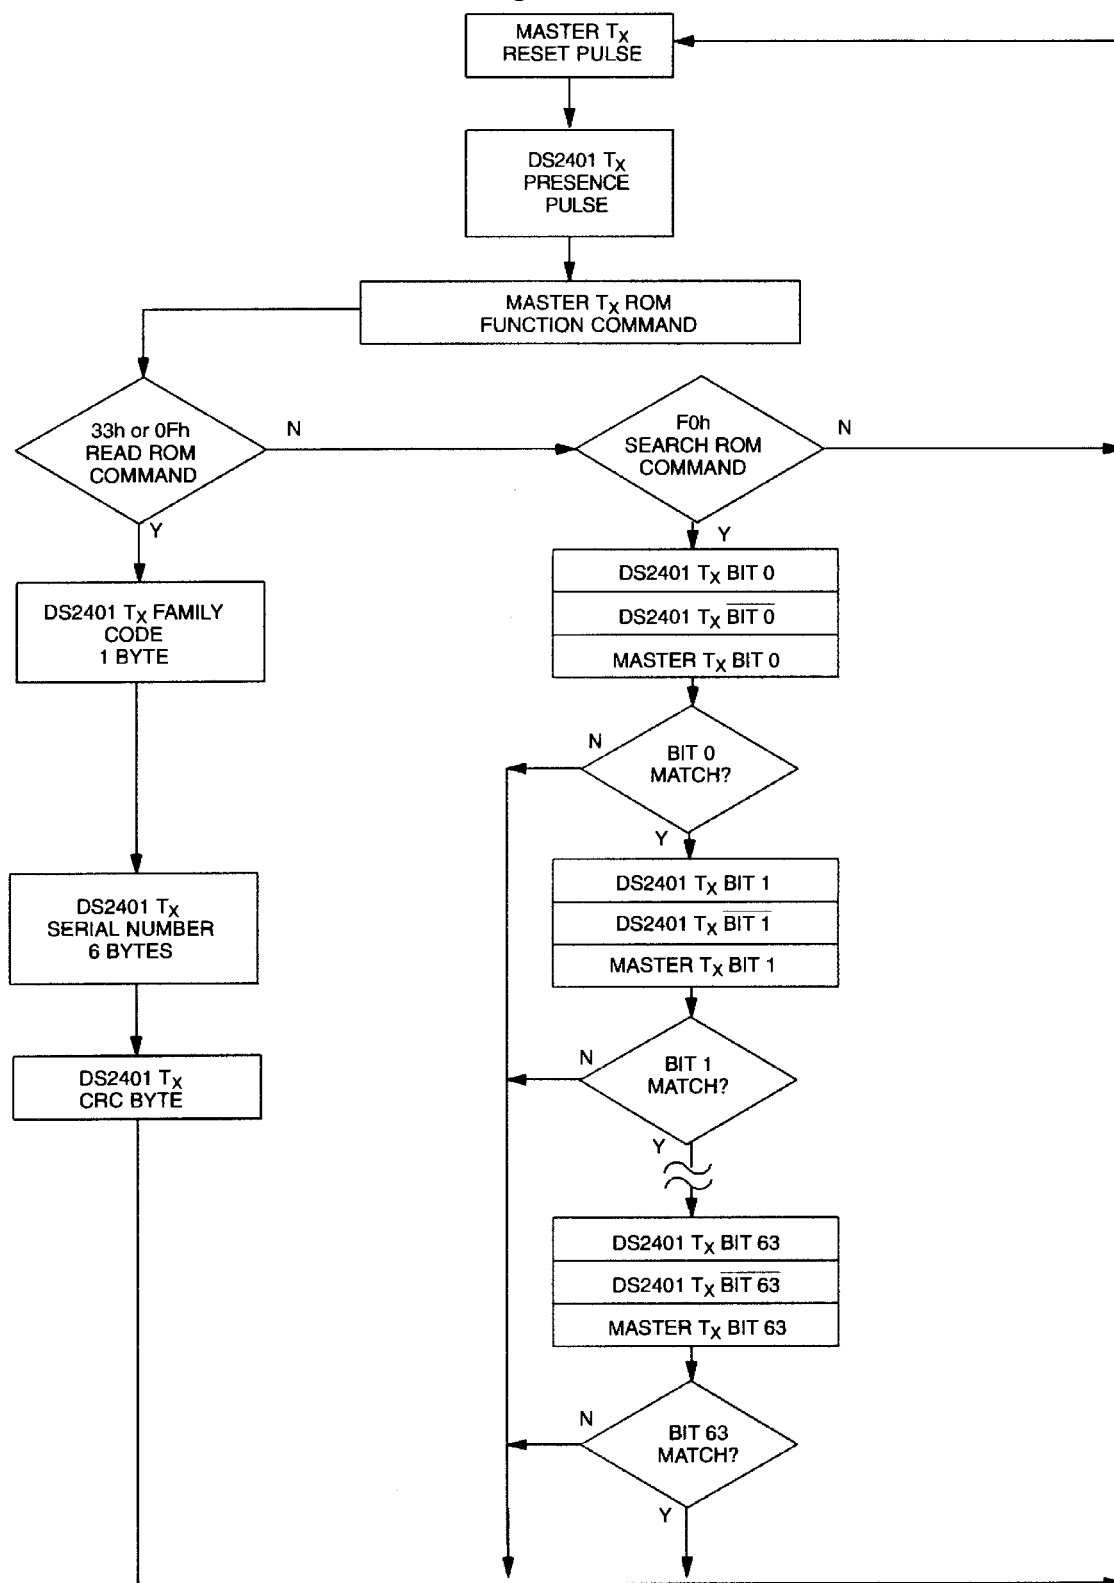 MASTER TX
RESET PULSE
DS2401 TX
PRESENCE
PULSE
MASTER TX ROM
FUNCTION COMMAND
33h or 0Fh
READ ROM
COMMAND
N
Y
F0h
SEARCH ROM
COMMAND
N
Y
DS2401 TX FAMILY
CODE
1 BYTE
DS2401 TX
SERIAL NUMBER
6 BYTES
DS2401 TX
CRC BYTE
DS2401 TX BIT 0
DS2401 TX B̅I̅T̅ ̅0̅
MASTER TX BIT 0
BIT 0
MATCH?
N
Y
DS2401 TX BIT 1
DS2401 TX B̅I̅T̅ ̅1̅
MASTER TX BIT 1
BIT 1
MATCH?
N
Y
DS2401 TX BIT 63
DS2401 TX B̅I̅T̅ ̅6̅3̅
MASTER TX BIT 63
BIT 63
MATCH?
N
Y